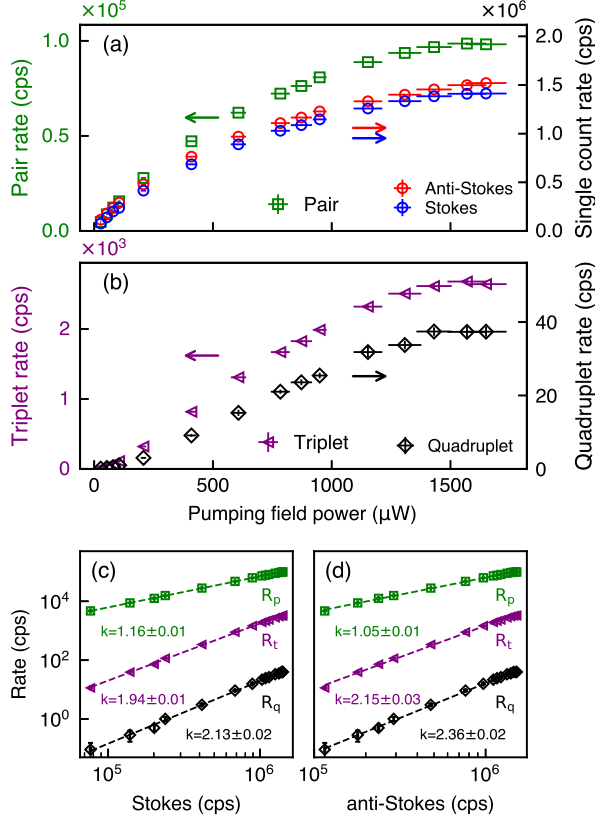 ×10⁵
×10⁶
(a)
Pair rate (cps)
1.0
0.5
0.0
2.0
1.5
1.0
0.5
0.0
Single count rate (cps)
Pair
Anti-Stokes
Stokes
×10³
(b)
Triplet rate (cps)
2
1
0
40
20
0
Quadruplet rate (cps)
Triplet
Quadruplet
0
500
1000
1500
Pumping field power (μW)
(c)
Rate (cps)
10⁴
10²
10⁰
Rₚ
k=1.16±0.01
Rₜ
k=1.94±0.01
R_q
k=2.13±0.02
10⁵
10⁶
Stokes (cps)
(d)
Rₚ
k=1.05±0.01
Rₜ
k=2.15±0.03
R_q
k=2.36±0.02
10⁵
10⁶
anti-Stokes (cps)